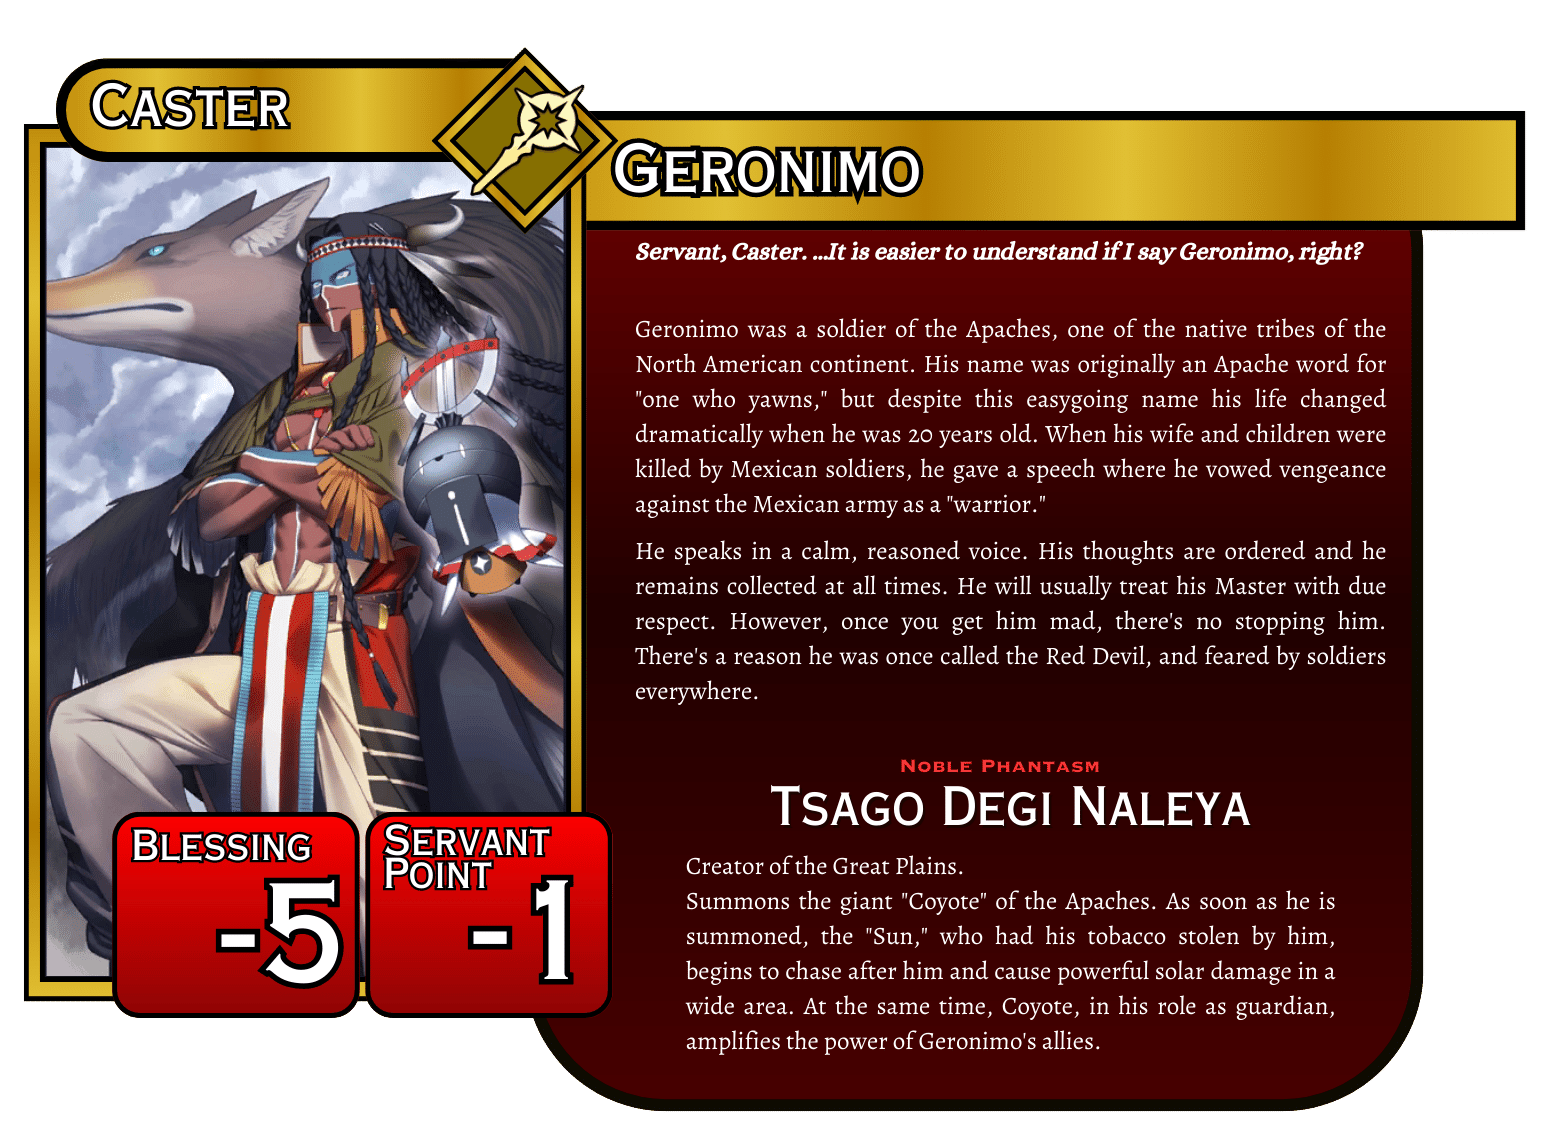 Caster
Geronimo
Servant, Caster. ...It is easier to understand if I say Geronimo, right?
Geronimo was a soldier of the Apaches, one of the native tribes of the
North American continent. His name was originally an Apache word for
"one who yawns," but despite this easygoing name his life changed
dramatically when he was 20 years old. When his wife and children were
killed by Mexican soldiers, he gave a speech where he vowed vengeance
against the Mexican army as a "warrior."
He speaks in a calm, reasoned voice. His thoughts are ordered and he
remains collected at all times. He will usually treat his Master with due
respect. However, once you get him mad, there's no stopping him.
There's a reason he was once called the Red Devil, and feared by soldiers
everywhere.
Noble Phantasm
Tsago Degi Naleya
Creator of the Great Plains.
Summons the giant "Coyote" of the Apaches. As soon as he is
summoned, the "Sun," who had his tobacco stolen by him,
begins to chase after him and cause powerful solar damage in a
wide area. At the same time, Coyote, in his role as guardian,
amplifies the power of Geronimo's allies.
Blessing
-5
Servant
Point
-1